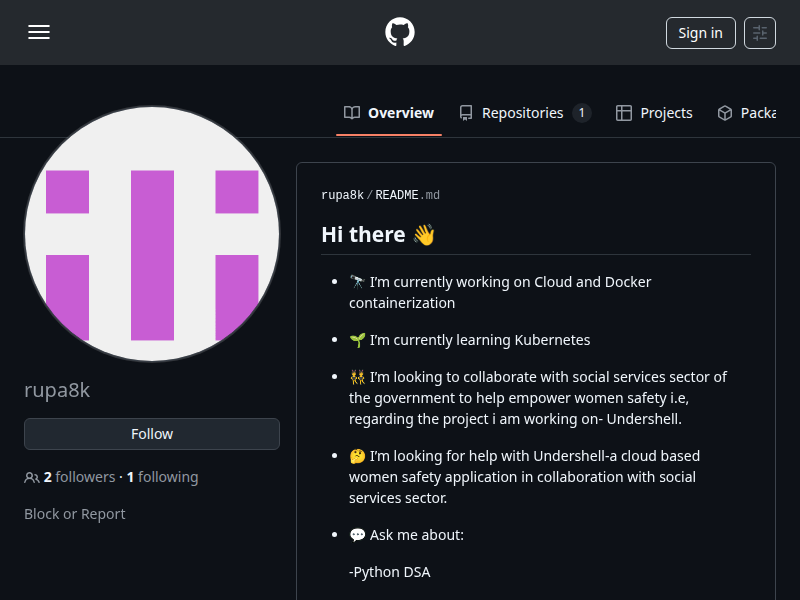 Sign in
Overview
Repositories 1
Projects
Packa
rupa8k/README.md
Hi there 👋
🔭 I’m currently working on Cloud and Docker
containerization
🌱 I’m currently learning Kubernetes
👯 I’m looking to collaborate with social services sector of
the government to help empower women safety i.e,
regarding the project i am working on- Undershell.
🤔 I’m looking for help with Undershell-a cloud based
women safety application in collaboration with social
services sector.
💬 Ask me about:
-Python DSA
rupa8k
Follow
2 followers · 1 following
Block or Report